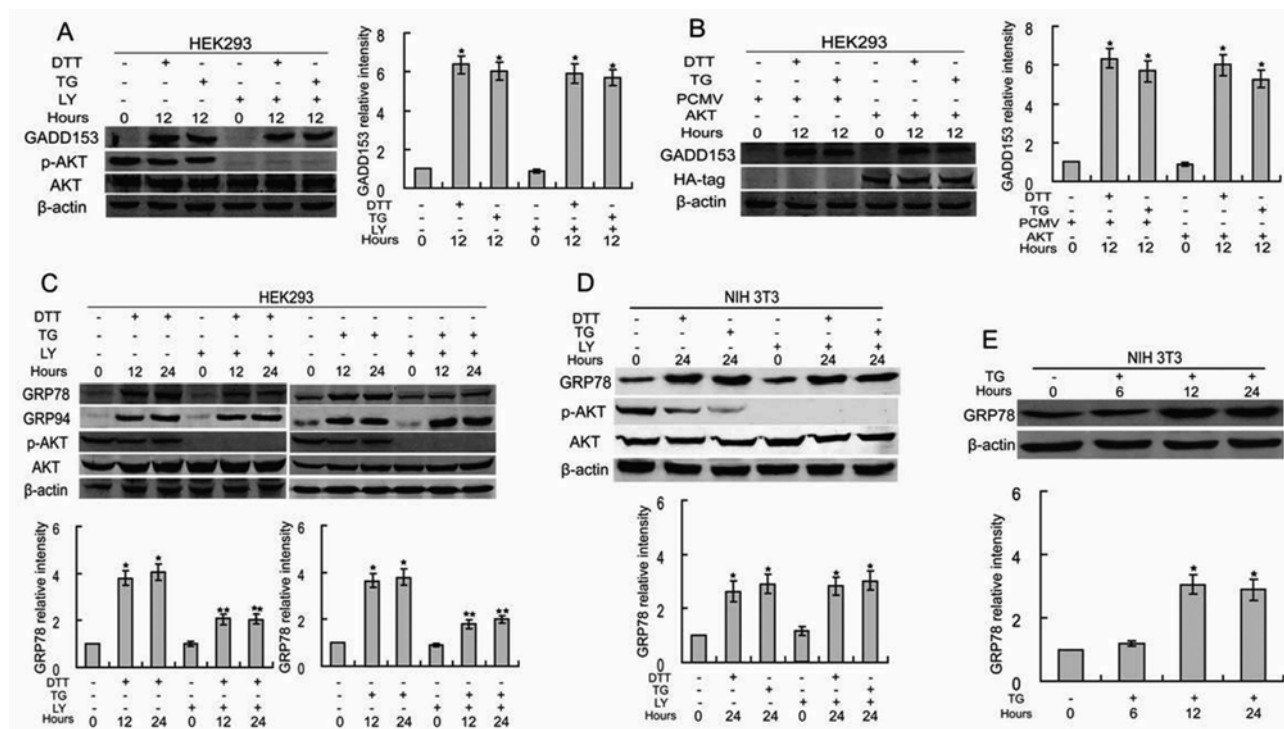 A
HEK293
DTT - + - - + -
TG - - + - - +
LY - - - + + +
Hours 0 12 12 0 12 12
GADD153
p-AKT
AKT
β-actin
GADD153 relative intensity
8
6
4
2
0
* * * *
DTT - + - - + -
TG - - + - - +
LY - - - + + +
Hours 0 12 12 0 12 12
B
HEK293
DTT - + - - + -
TG - - + - - +
PCMV + + + - - -
AKT - - - + + +
Hours 0 12 12 0 12 12
GADD153
HA-tag
β-actin
GADD153 relative intensity
8
6
4
2
0
* * * *
DTT - + - - + -
TG - - + - - +
PCMV + + + - - -
AKT - - - + + +
Hours 0 12 12 0 12 12
C
HEK293
DTT - + + - + + - - - - - -
TG - - - - - - - + + - + +
LY - - - + + + - - - + + +
Hours 0 12 24 0 12 24 0 12 24 0 12 24
GRP78
GRP94
p-AKT
AKT
β-actin
GRP78 relative intensity
6
4
2
0
* * ** **
DTT - + + - + +
TG - - - - - -
LY - - - + + +
Hours 0 12 24 0 12 24
GRP78 relative intensity
6
4
2
0
* * ** **
- - - - - -
- + + - + +
- - - + + +
0 12 24 0 12 24
D
NIH 3T3
DTT - + - - + -
TG - - + - - +
LY - - - + + +
Hours 0 24 24 0 24 24
GRP78
p-AKT
AKT
β-actin
GRP78 relative intensity
6
4
2
0
* * * *
DTT - + - - + -
TG - - + - - +
LY - - - + + +
Hours 0 24 24 0 24 24
E
NIH 3T3
TG - + + +
Hours 0 6 12 24
GRP78
β-actin
GRP78 relative intensity
6
4
2
0
* *
TG - + + +
Hours 0 6 12 24